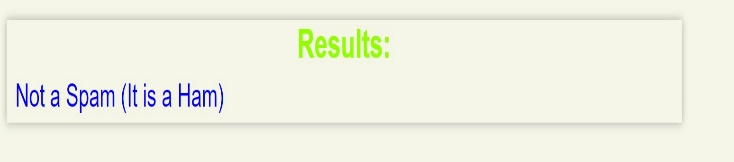 Results:
Not a Spam (It is a Ham)